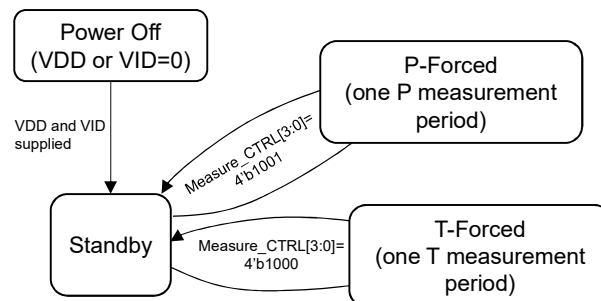 Power Off
(VDD or VID=0)
P-Forced
(one P measurement
period)
VDD and VID
supplied
Measure_CTRL[3:0]=
4'b1001
Standby
Measure_CTRL[3:0]=
4'b1000
T-Forced
(one T measurement
period)